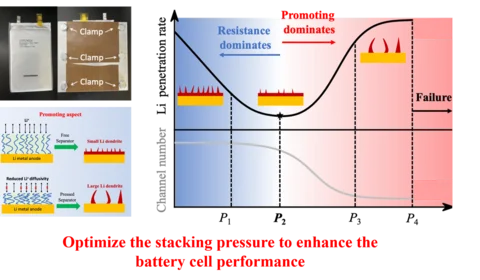 Clamp
Clamp
Clamp
Promoting aspect
Li⁺
Free
Separator
Li metal anode
Small Li dendrite
Reduced Li⁺ diffusivity
Pressed
Separator
Li metal anode
Large Li dendrite
Li penetration rate
Channel number
Resistance
dominates
Promoting
dominates
Failure
P₁
P₂
P₃
P₄
Optimize the stacking pressure to enhance the
battery cell performance